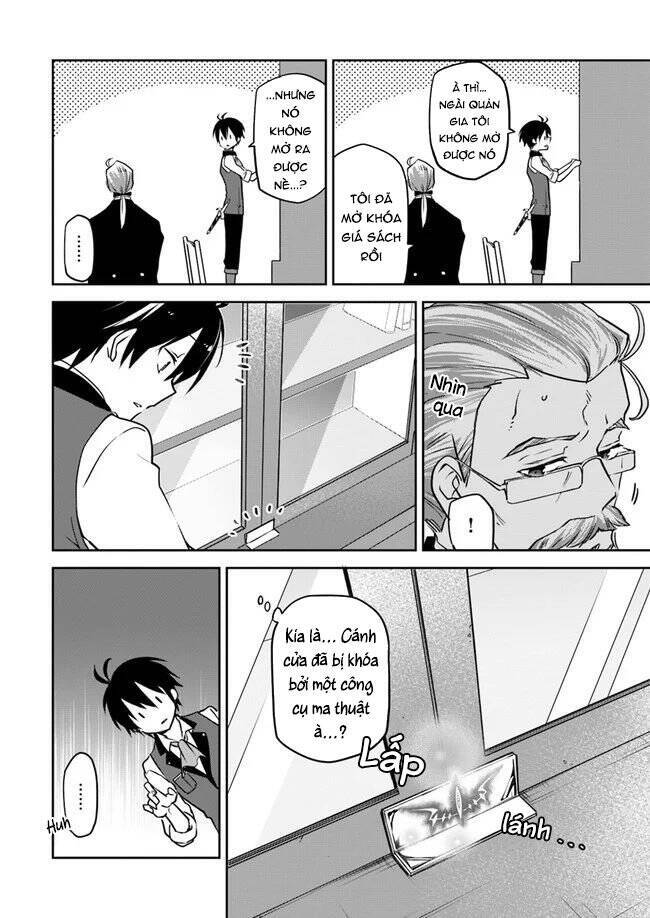 À THÌ...
NGÀI QUẢN
GIA TÔI
KHÔNG
MỞ ĐƯỢC
NÓ
TÔI ĐÃ
MỞ KHÓA
GIÁ SÁCH
RỒI
...NHƯNG
NÓ
KHÔNG
MỞ RA
ĐƯỢC
NÈ...?
......
Nhìn
qua
!
Kía là... Cánh
cửa đã bị khóa
bởi một công
cụ ma thuật
à...?
Lấp
lánh ...
......
Huh